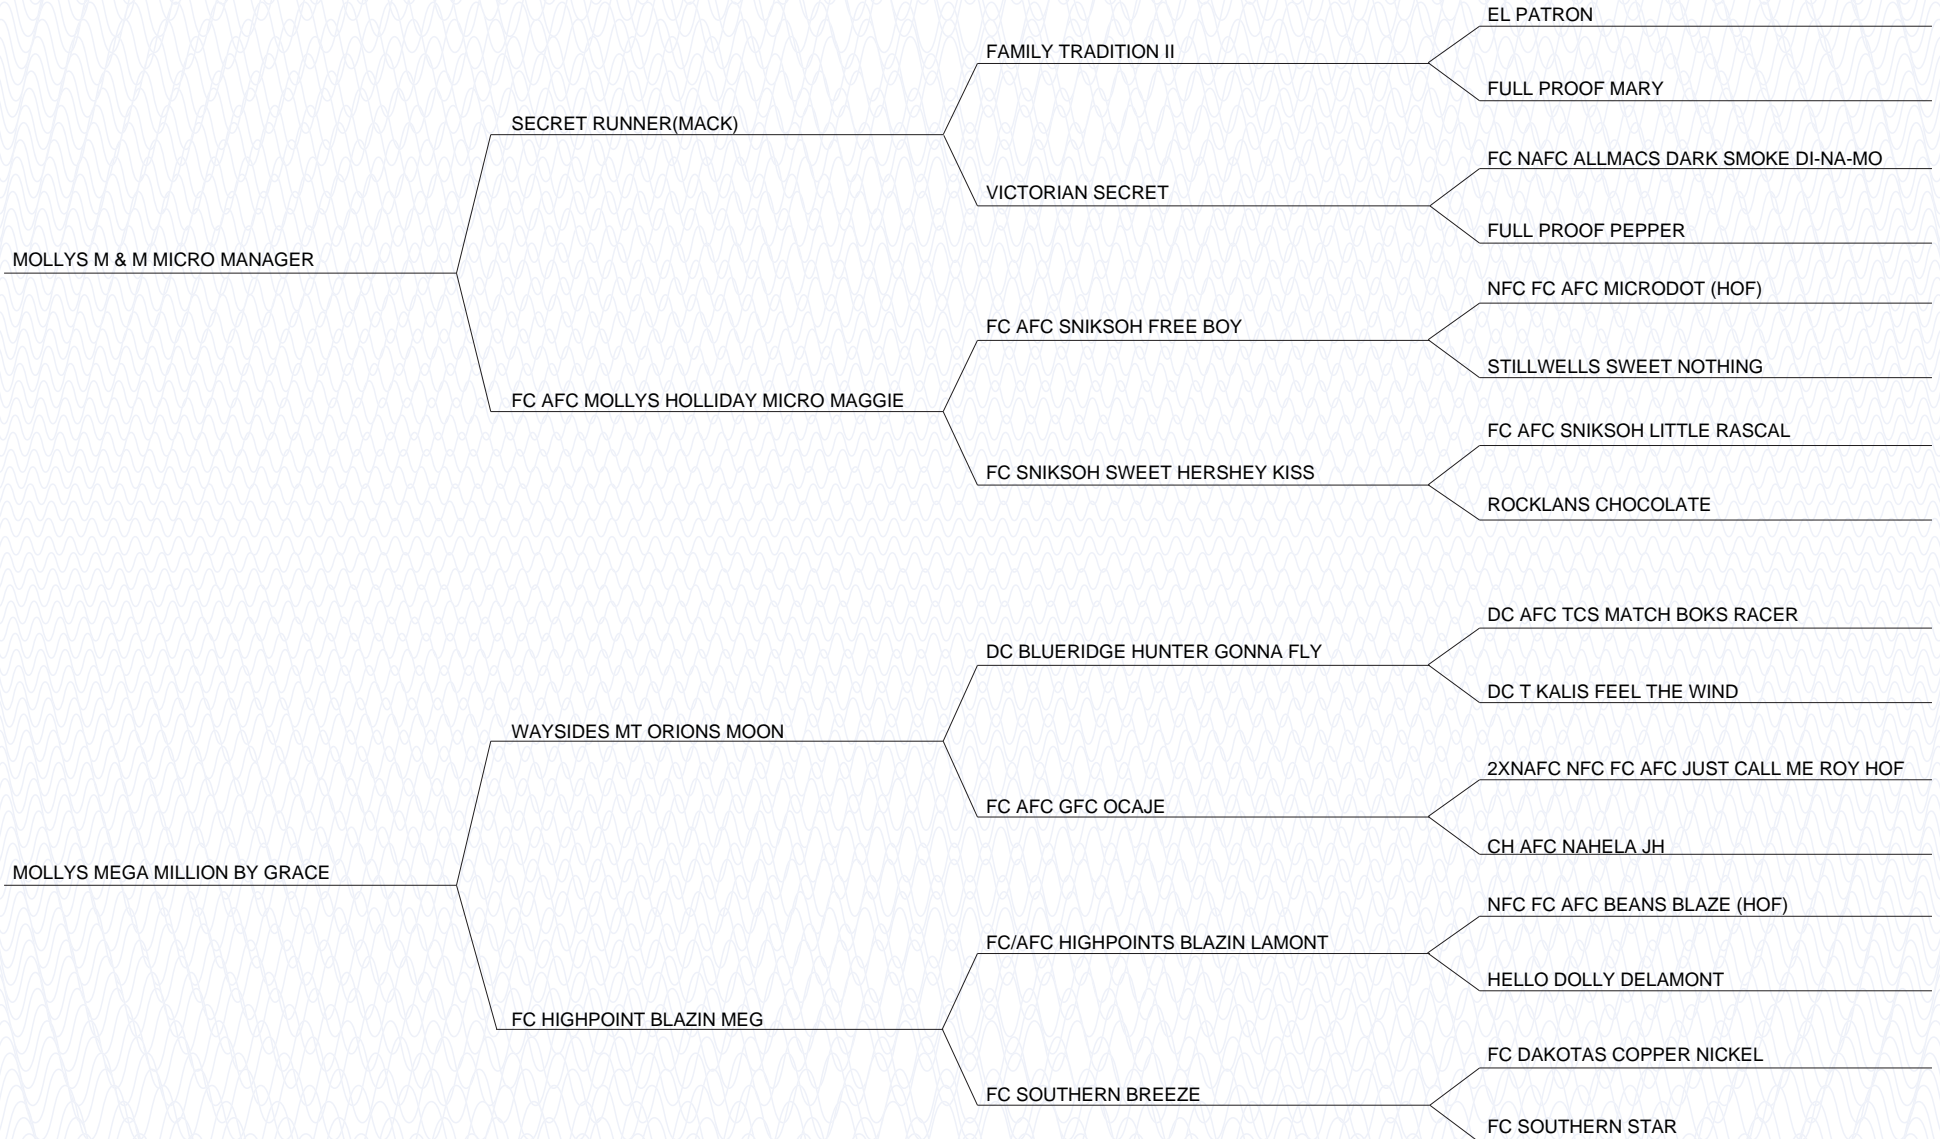 EL PATRON
FAMILY TRADITION II
FULL PROOF MARY
SECRET RUNNER(MACK)
FC NAFC ALLMACS DARK SMOKE DI-NA-MO
VICTORIAN SECRET
FULL PROOF PEPPER
MOLLYS M & M MICRO MANAGER
NFC FC AFC MICRODOT (HOF)
FC AFC SNIKSOH FREE BOY
STILLWELLS SWEET NOTHING
FC AFC MOLLYS HOLLIDAY MICRO MAGGIE
FC AFC SNIKSOH LITTLE RASCAL
FC SNIKSOH SWEET HERSHEY KISS
ROCKLANS CHOCOLATE
DC AFC TCS MATCH BOKS RACER
DC BLUERIDGE HUNTER GONNA FLY
DC T KALIS FEEL THE WIND
WAYSIDES MT ORIONS MOON
2XNAFC NFC FC AFC JUST CALL ME ROY HOF
FC AFC GFC OCAJE
CH AFC NAHELA JH
MOLLYS MEGA MILLION BY GRACE
NFC FC AFC BEANS BLAZE (HOF)
FC/AFC HIGHPOINTS BLAZIN LAMONT
HELLO DOLLY DELAMONT
FC HIGHPOINT BLAZIN MEG
FC DAKOTAS COPPER NICKEL
FC SOUTHERN BREEZE
FC SOUTHERN STAR